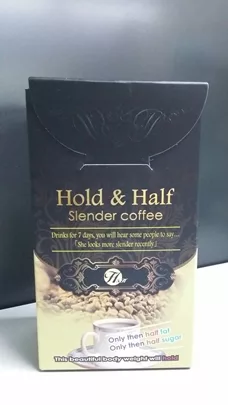 Hold & Half
Slender coffee
Drinks for 7 days, you will hear some people to say....
「She looks more slender recently」
Only then half fat
Only then half sugar
This beautiful body weight will hold